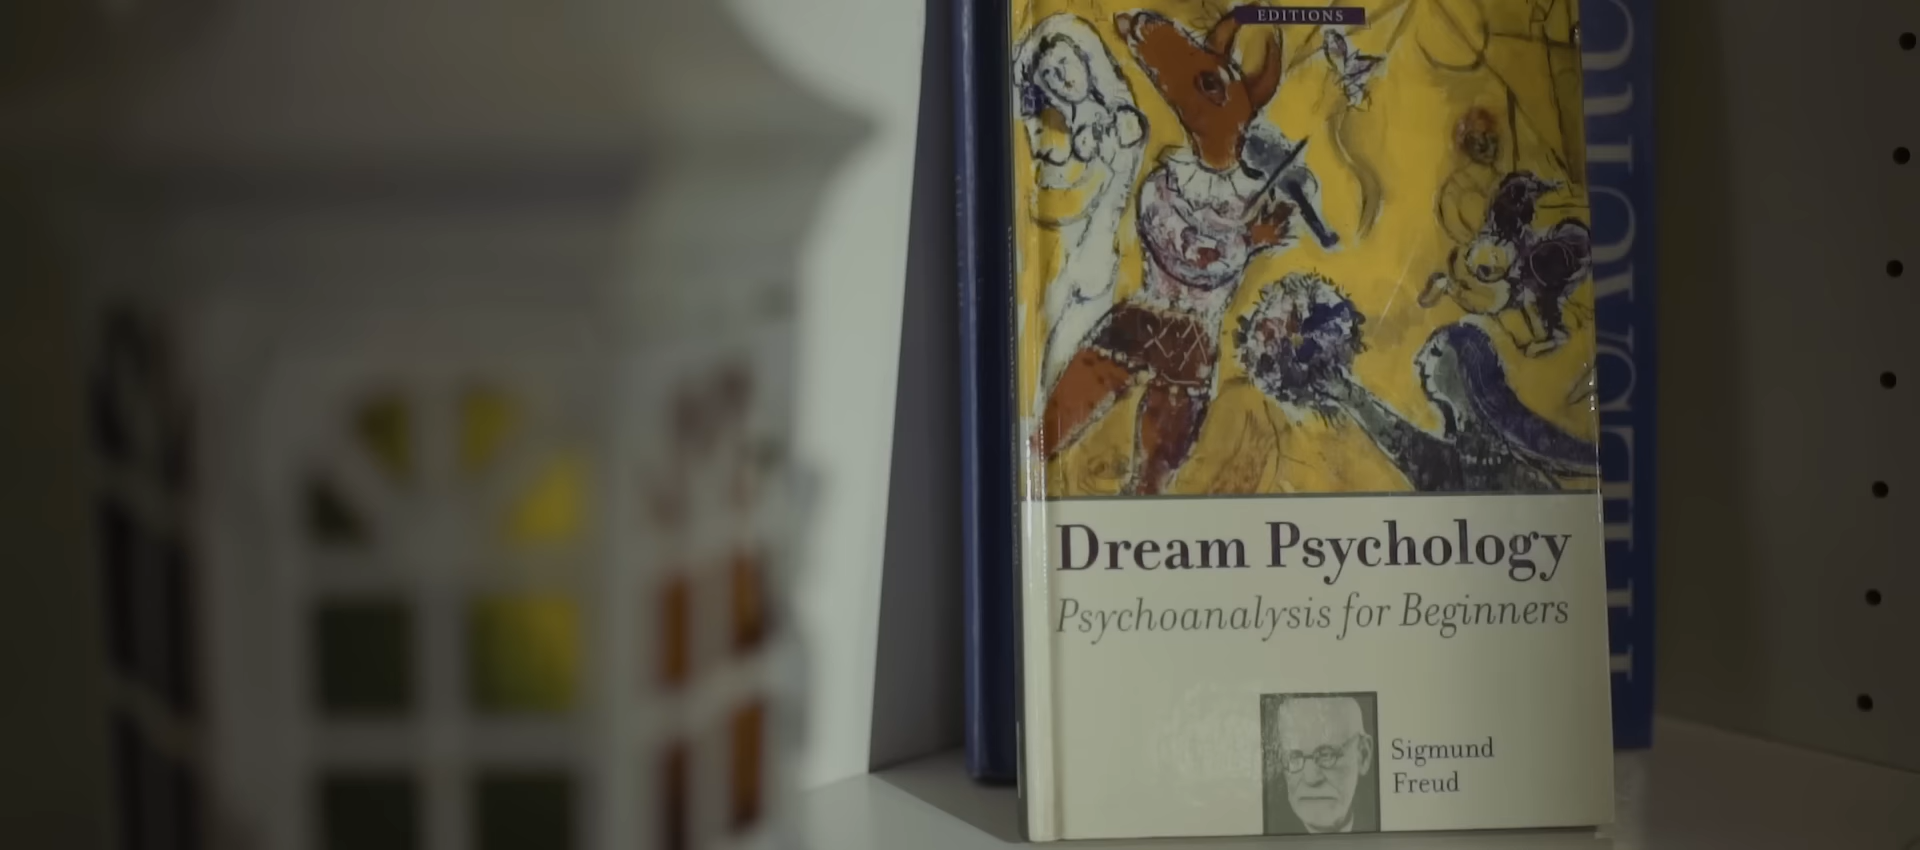 EDITIONS
Dream Psychology
Psychoanalysis for Beginners
Sigmund
Freud